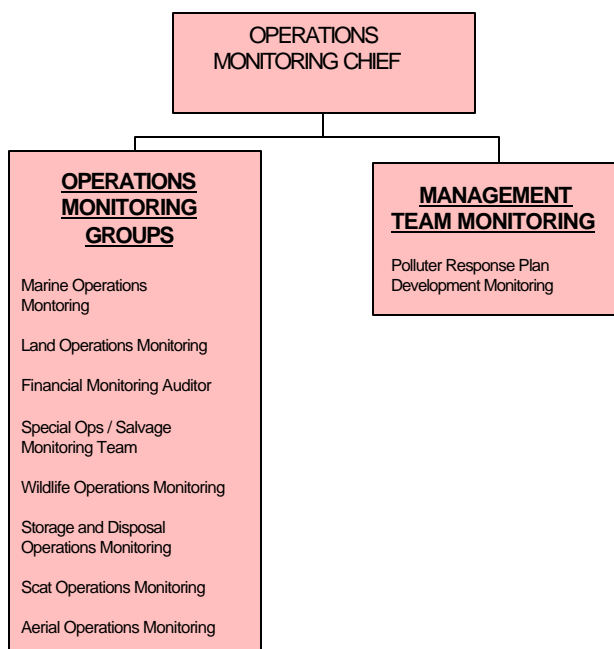 OPERATIONS
MONITORING CHIEF
OPERATIONS
MONITORING
GROUPS
Marine Operations
Montoring
Land Operations Monitoring
Financial Monitoring Auditor
Special Ops / Salvage
Monitoring Team
Wildlife Operations Monitoring
Storage and Disposal
Operations Monitoring
Scat Operations Monitoring
Aerial Operations Monitoring
MANAGEMENT
TEAM MONITORING
Polluter Response Plan
Development Monitoring